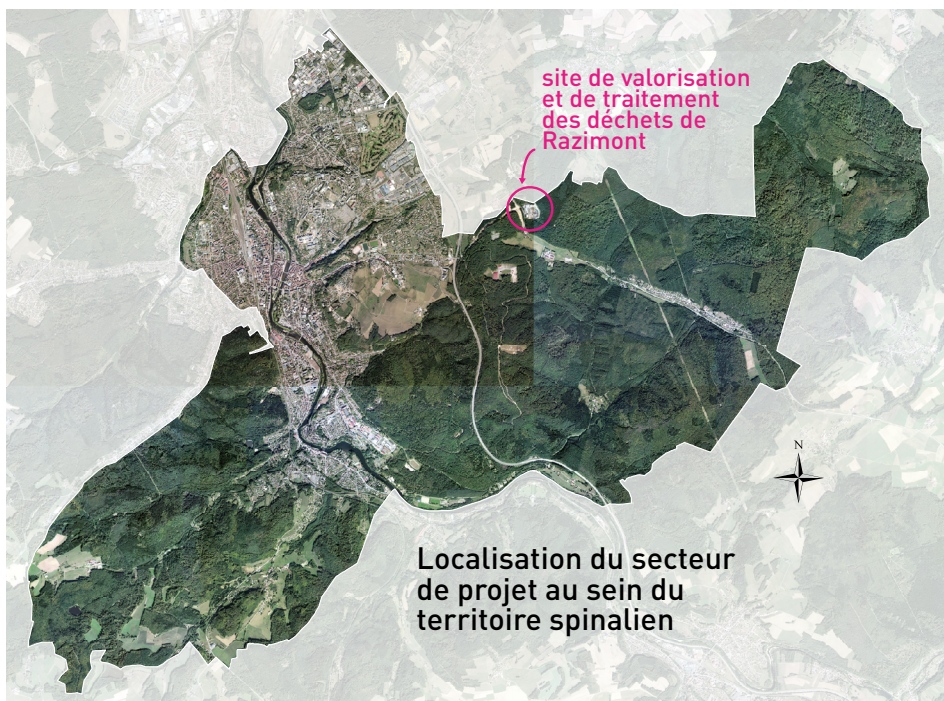 site de valorisation
et de traitement
des déchets de
Razimont
N
Localisation du secteur
de projet au sein du
territoire spinalien